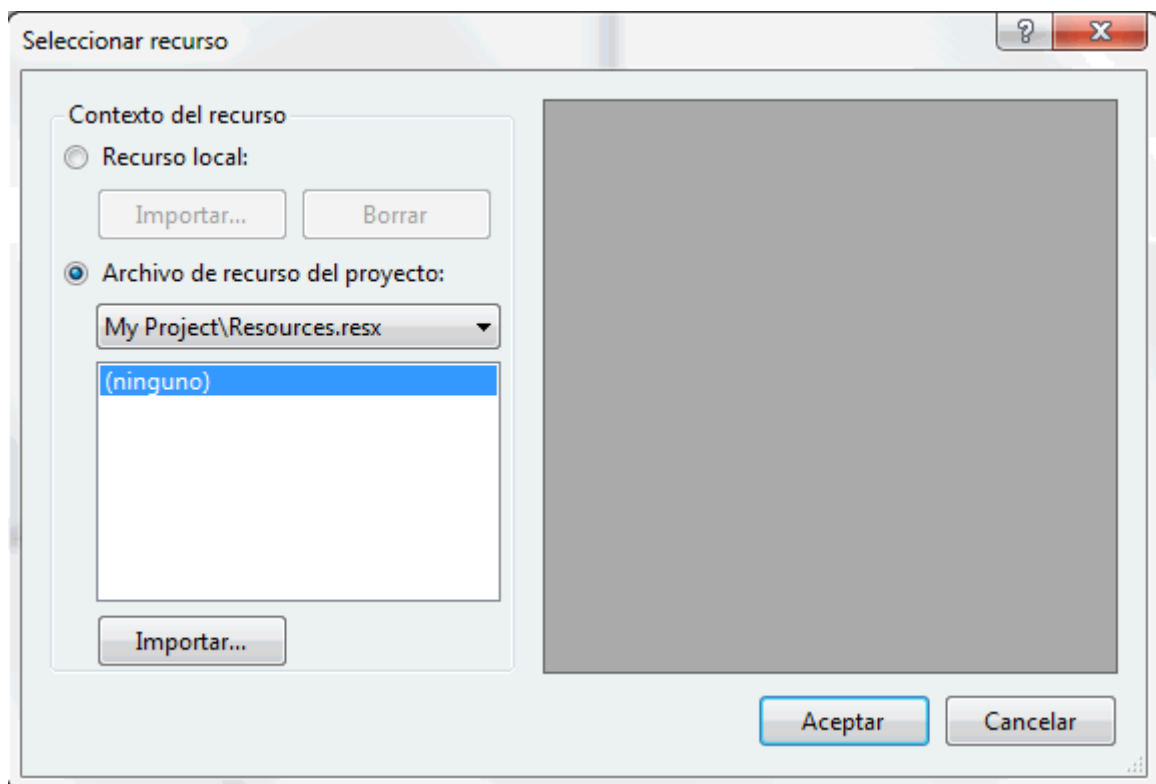 Seleccionar recurso
Contexto del recurso
Recurso local:
Importar... Borrar
Archivo de recurso del proyecto:
My Project\Resources.resx
(ninguno)
Importar...
Aceptar Cancelar